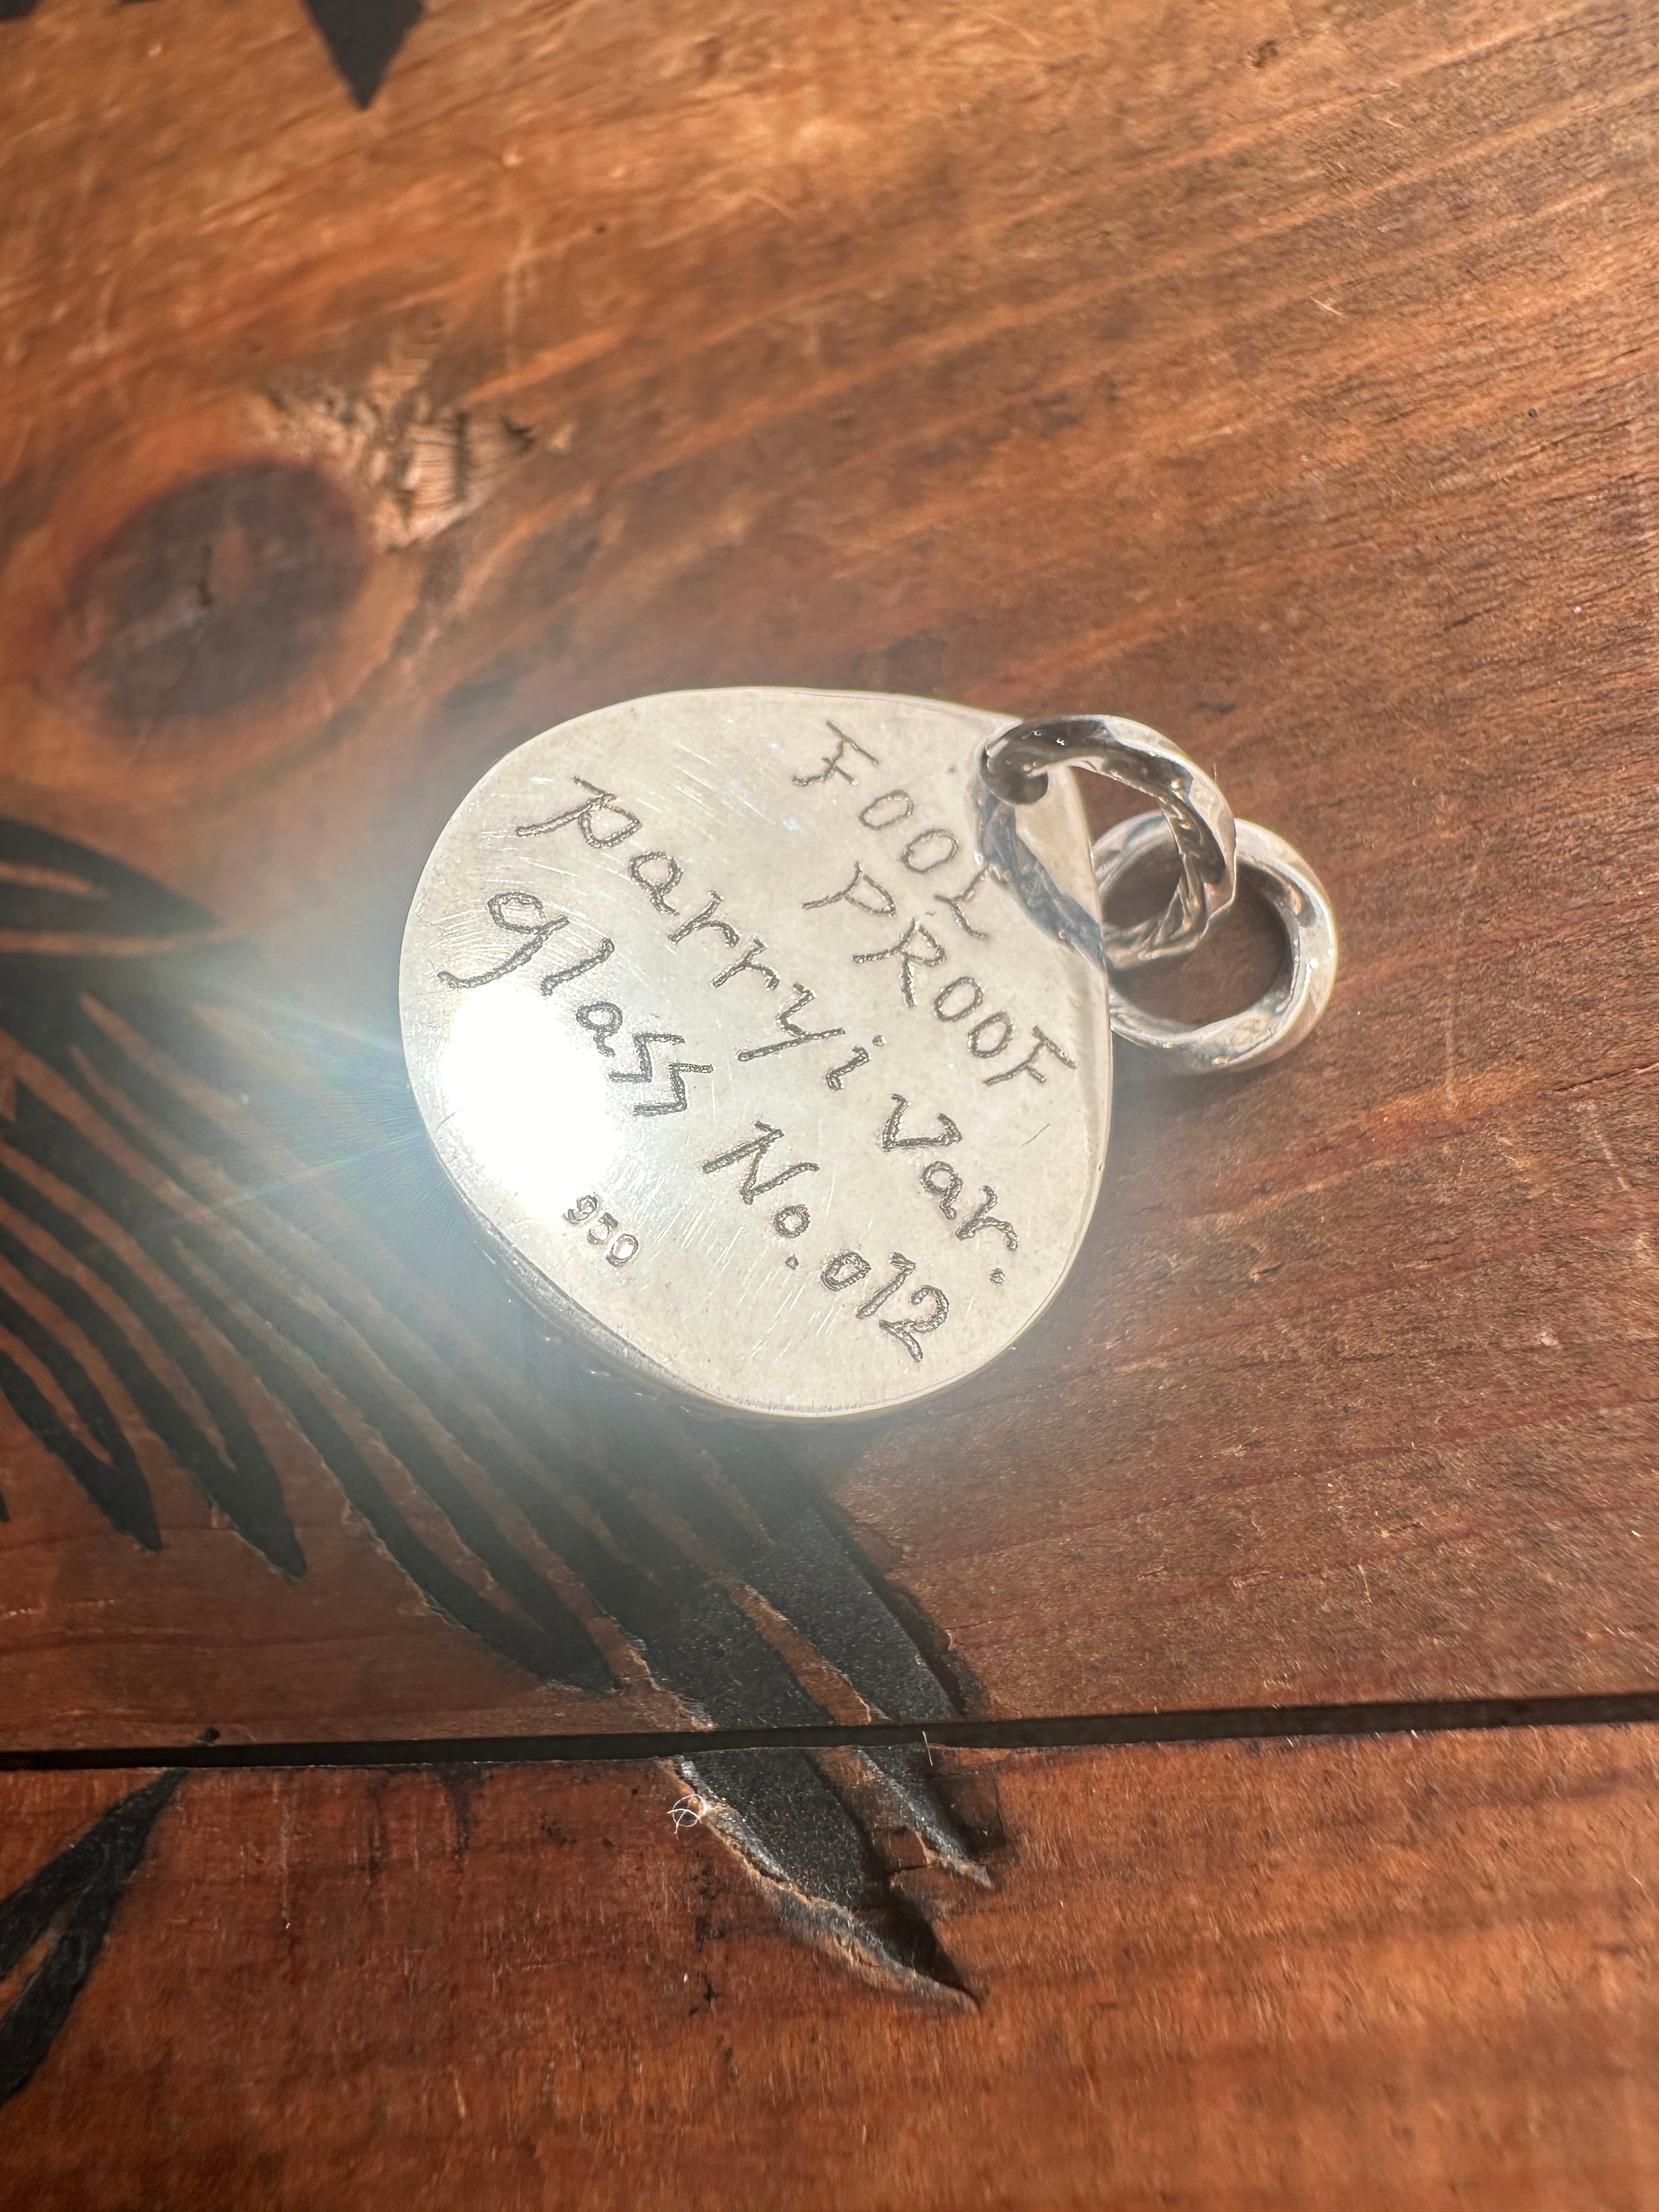 FOOL
PROOF
parryi var.
glass No.012
950